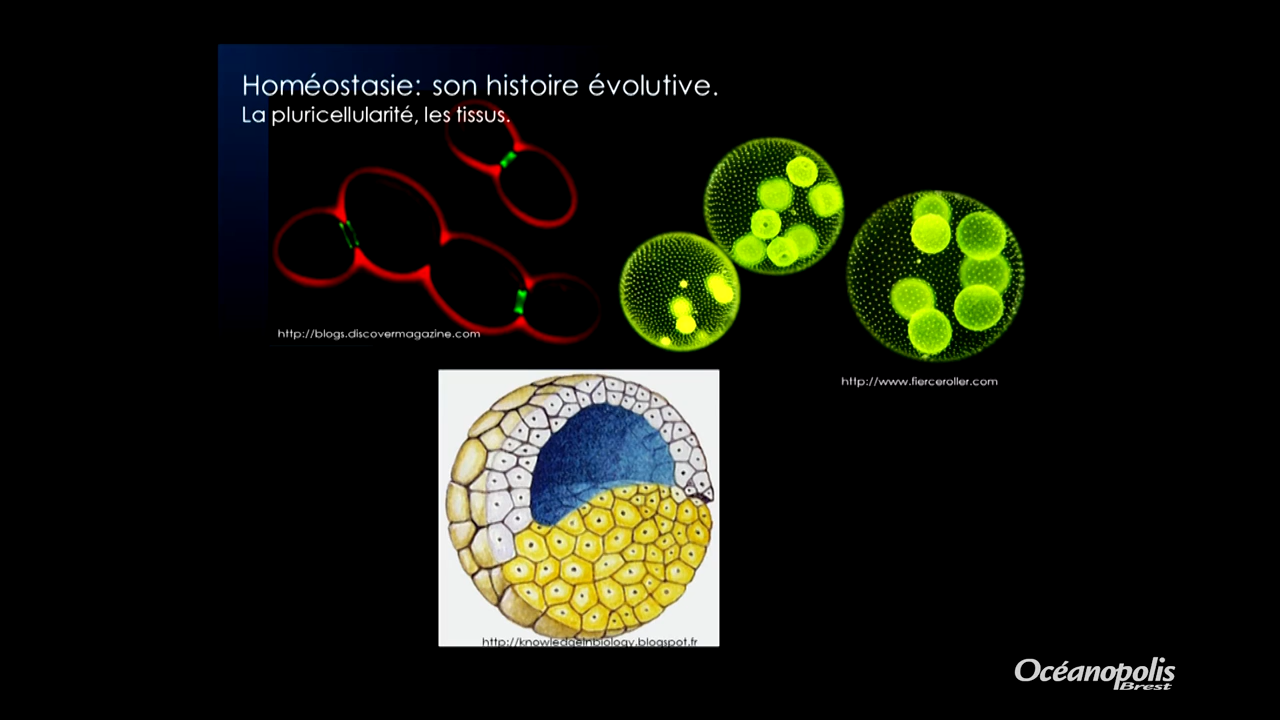 Homéostasie: son histoire évolutive.
La pluricellularité, les tissus.
http://blogs.discovermagazine.com
http://www.fierceroller.com
http://knowledgeinbiology.blogspot.fr
Océanopolis
Brest